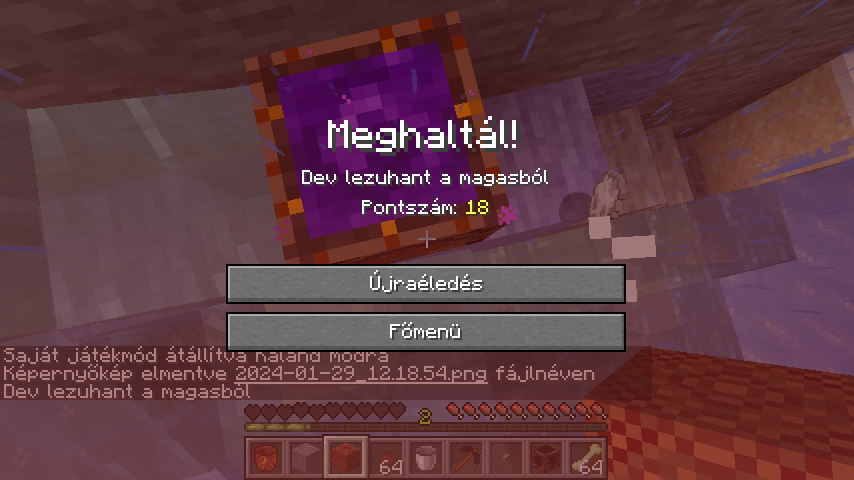 Meghaltál!
Dev lezuhant a magasból
Pontszám: 18
Újraéledés
Főmenü
Saját játékmód átállítva Kaland módra
Képernyőkép elmentve 2024-01-29_12.18.54.png fájlnéven
Dev lezuhant a magasból
2
64
64